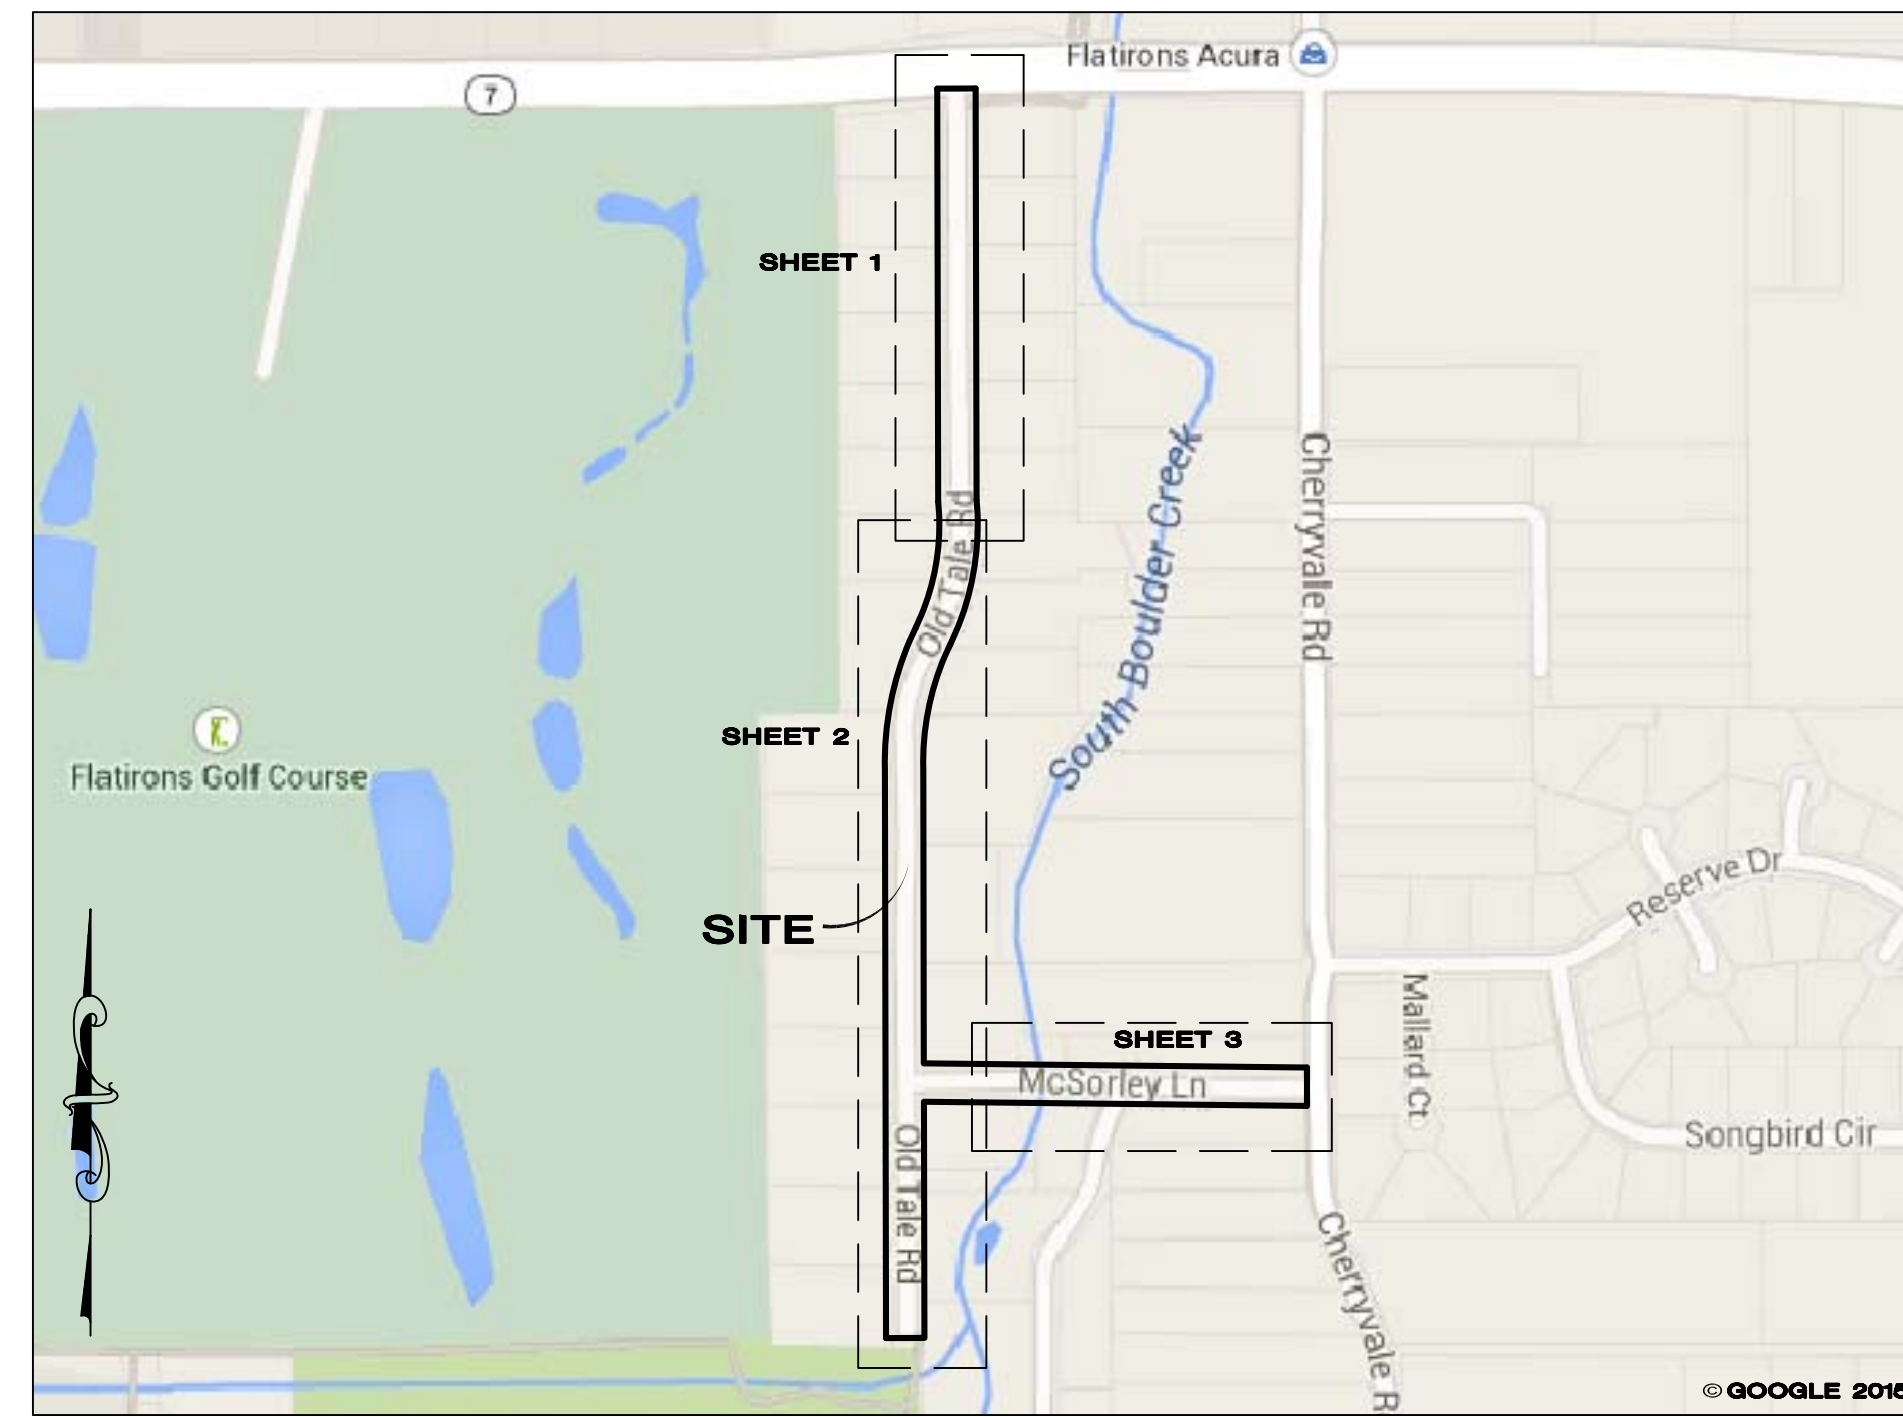 Flatirons Acura
7
SHEET 1
Old Tale Rd
South Boulder Creek
Cherryvale Rd
SHEET 2
Flatirons Golf Course
SITE
Reserve Dr
SHEET 3
McSorley Ln
Mallard Ct
Songbird Cir
Old Tale Rd
Cherryvale R
© GOOGLE 2015